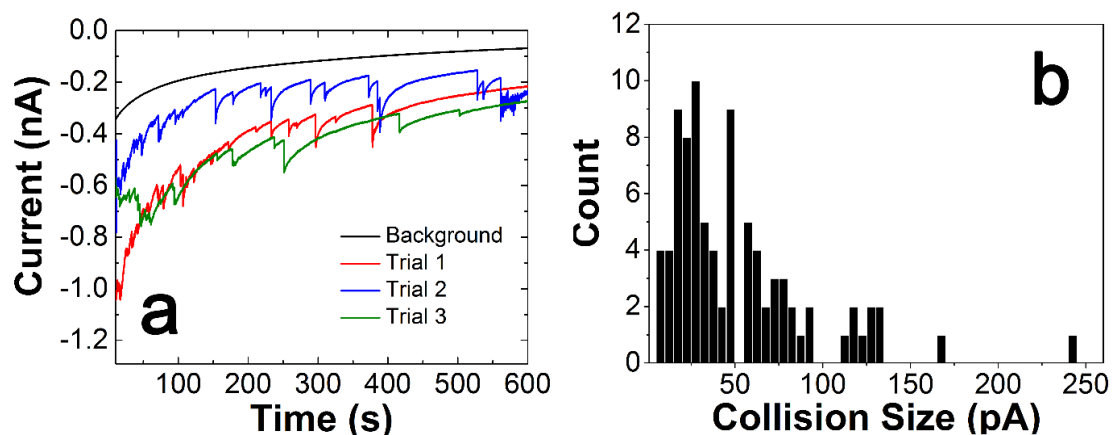 0.0
-0.2
-0.4
-0.6
-0.8
-1.0
-1.2
Current (nA)
Background
Trial 1
Trial 2
Trial 3
a
100 200 300 400 500 600
Time (s)
12
10
8
6
4
2
0
Count
b
50 100 150 200 250
Collision Size (pA)